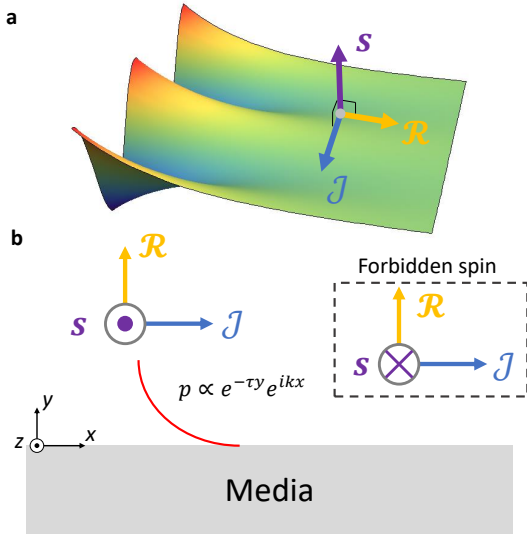 a
s
ℛ
𝒥
b
ℛ
s
𝒥
p ∝ e^{-τy}e^{ikx}
Forbidden spin
ℛ
s
𝒥
y
z
x
Media